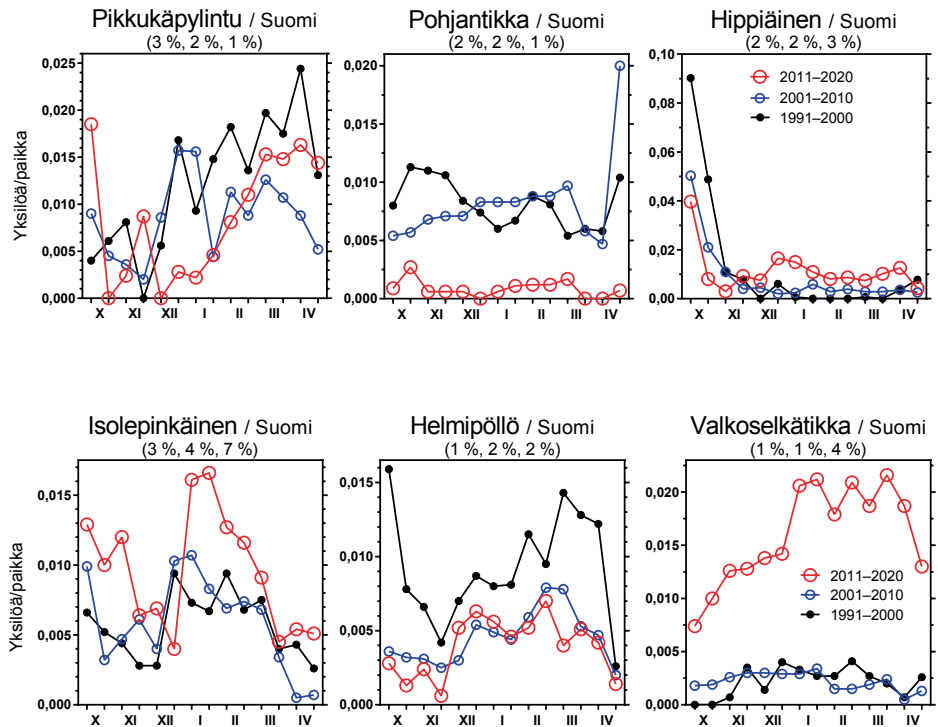 Pikkukäpylintu / Suomi
(3 %, 2 %, 1 %)
Yksilöä/paikka
0,025
0,020
0,015
0,010
0,005
0,000
X XI XII I II III IV
Pohjantikka / Suomi
(2 %, 2 %, 1 %)
0,020
0,015
0,010
0,005
0,000
X XI XII I II III IV
Hippiäinen / Suomi
(2 %, 2 %, 3 %)
0,10
0,08
0,06
0,04
0,02
0,00
2011–2020
2001–2010
1991–2000
X XI XII I II III IV
Isolepinkäinen / Suomi
(3 %, 4 %, 7 %)
Yksilöä/paikka
0,015
0,010
0,005
0,000
X XI XII I II III IV
Helmipöllö / Suomi
(1 %, 2 %, 2 %)
0,015
0,010
0,005
0,000
X XI XII I II III IV
Valkoselkätikka / Suomi
(1 %, 1 %, 4 %)
0,020
0,015
0,010
0,005
0,000
2011–2020
2001–2010
1991–2000
X XI XII I II III IV